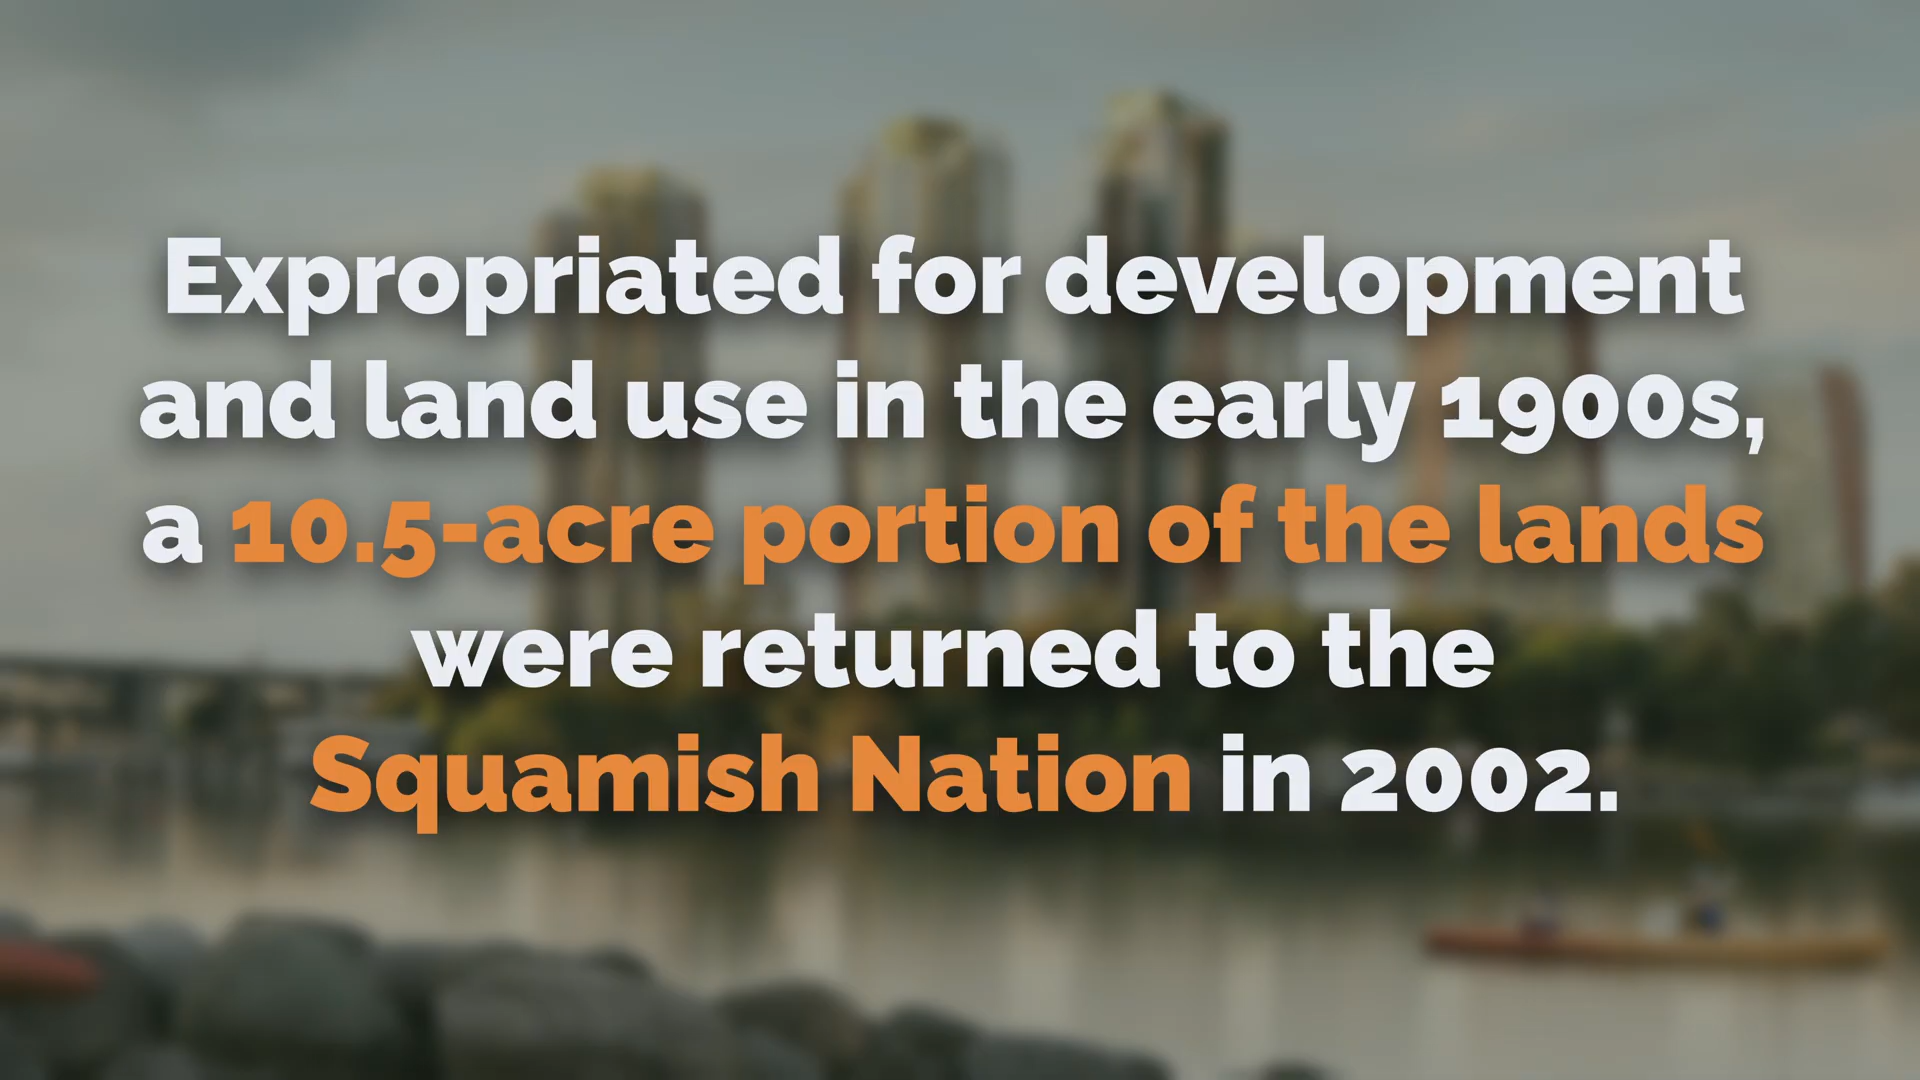 Expropriated for development
and land use in the early 1900s,
a 10.5-acre portion of the lands
were returned to the
Squamish Nation in 2002.